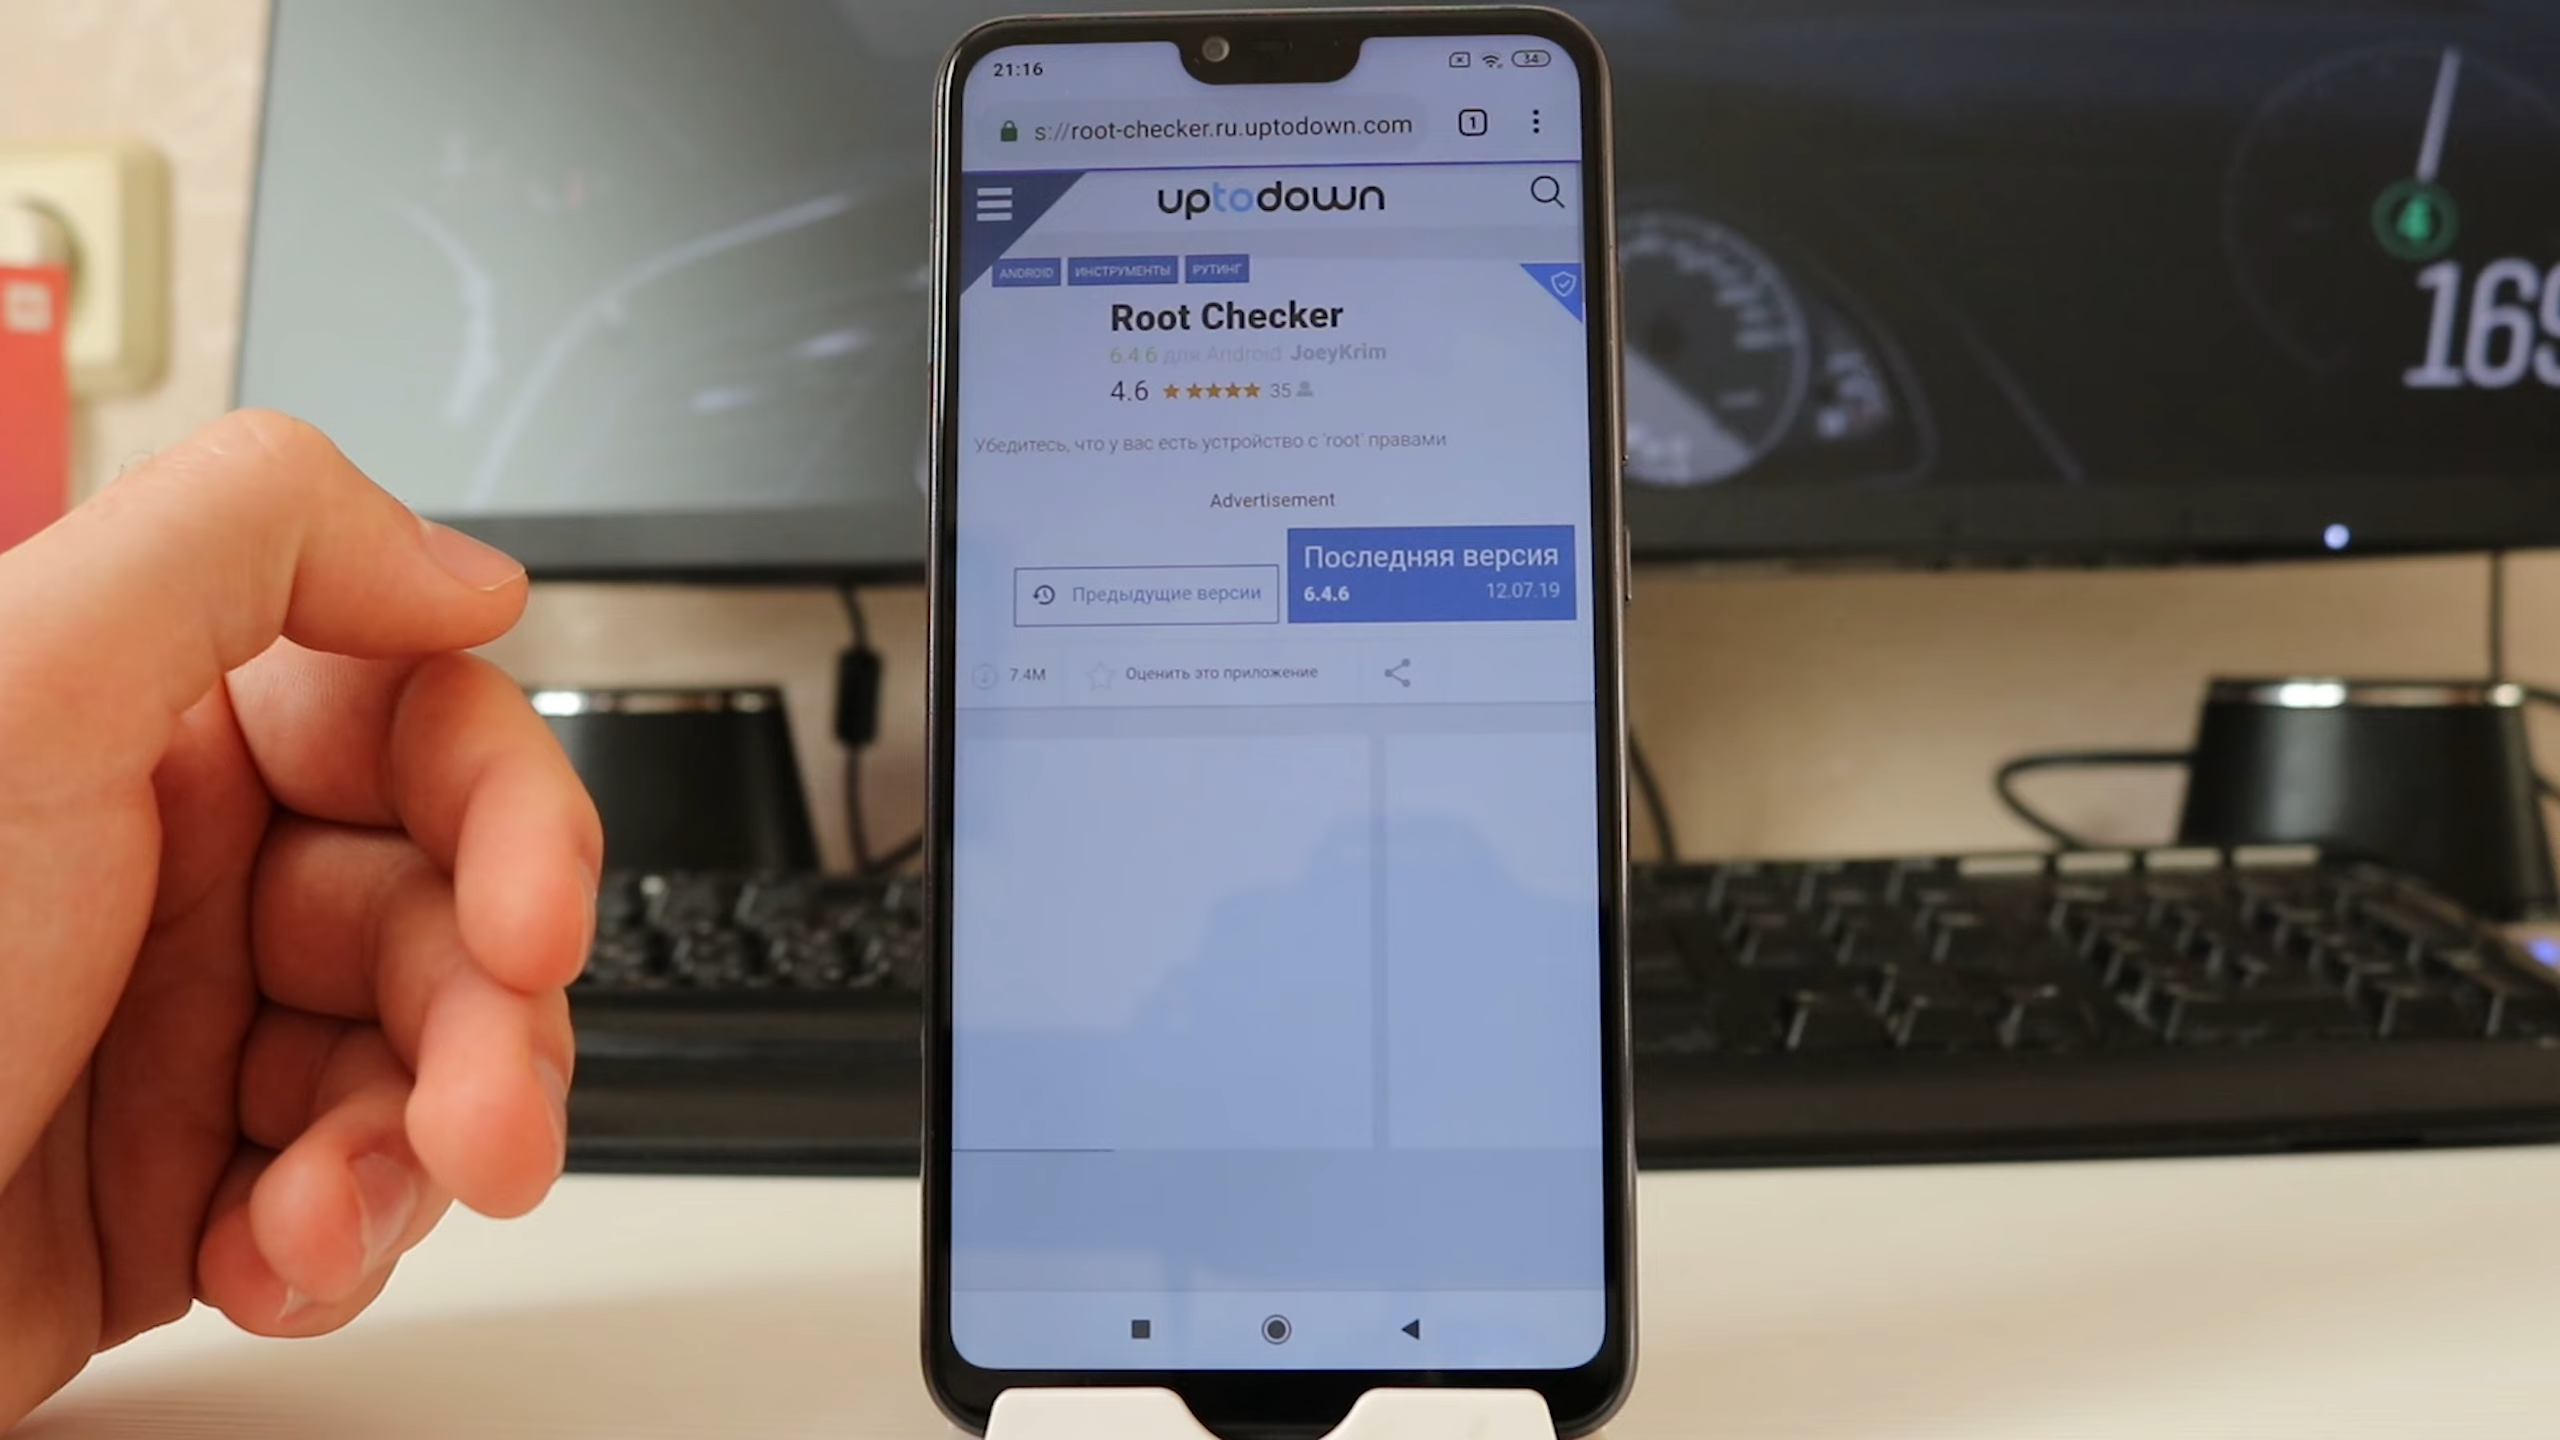 21:16
34
s://root-checker.ru.uptodown.com
1
uptodown
ANDROID ИНСТРУМЕНТЫ РУТИНГ
Root Checker
6.4.6 для Android JoeyKrim
4.6 35
Убедитесь, что у вас есть устройство с 'root' правами
Advertisement
Предыдущие версии
Последняя версия
6.4.6 12.07.19
7.4M Оценить это приложение
169